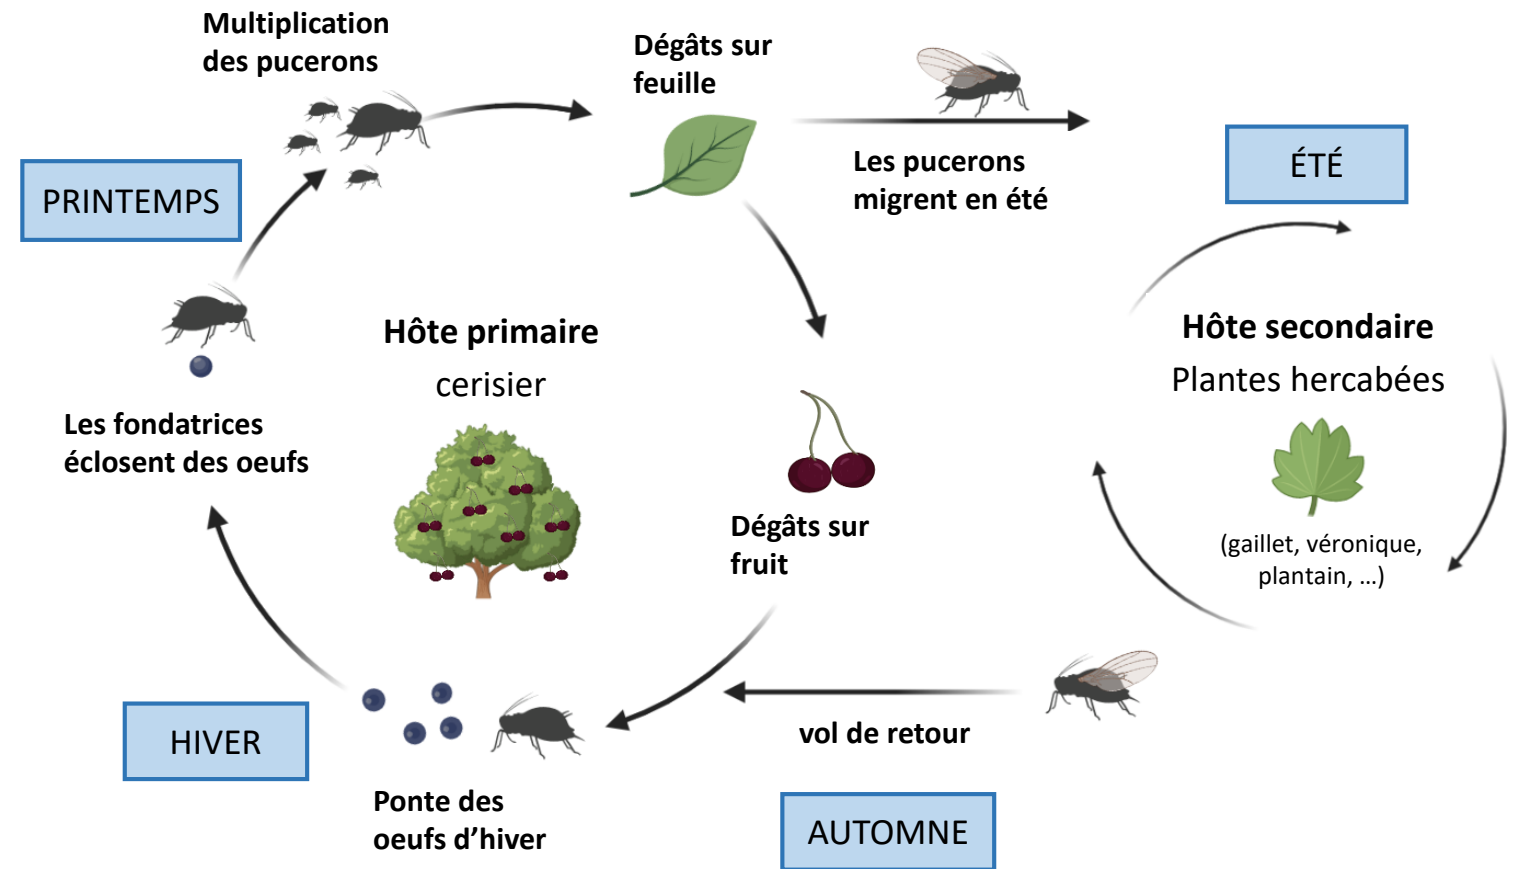 Multiplication
des pucerons
Dégâts sur
feuille
PRINTEMPS
Les pucerons
migrent en été
ÉTÉ
Hôte primaire
cerisier
Hôte secondaire
Plantes hercabées
Les fondatrices
éclosent des oeufs
(gaillet, véronique,
plantain, ...)
Dégâts sur
fruit
HIVER
vol de retour
Ponte des
oeufs d'hiver
AUTOMNE